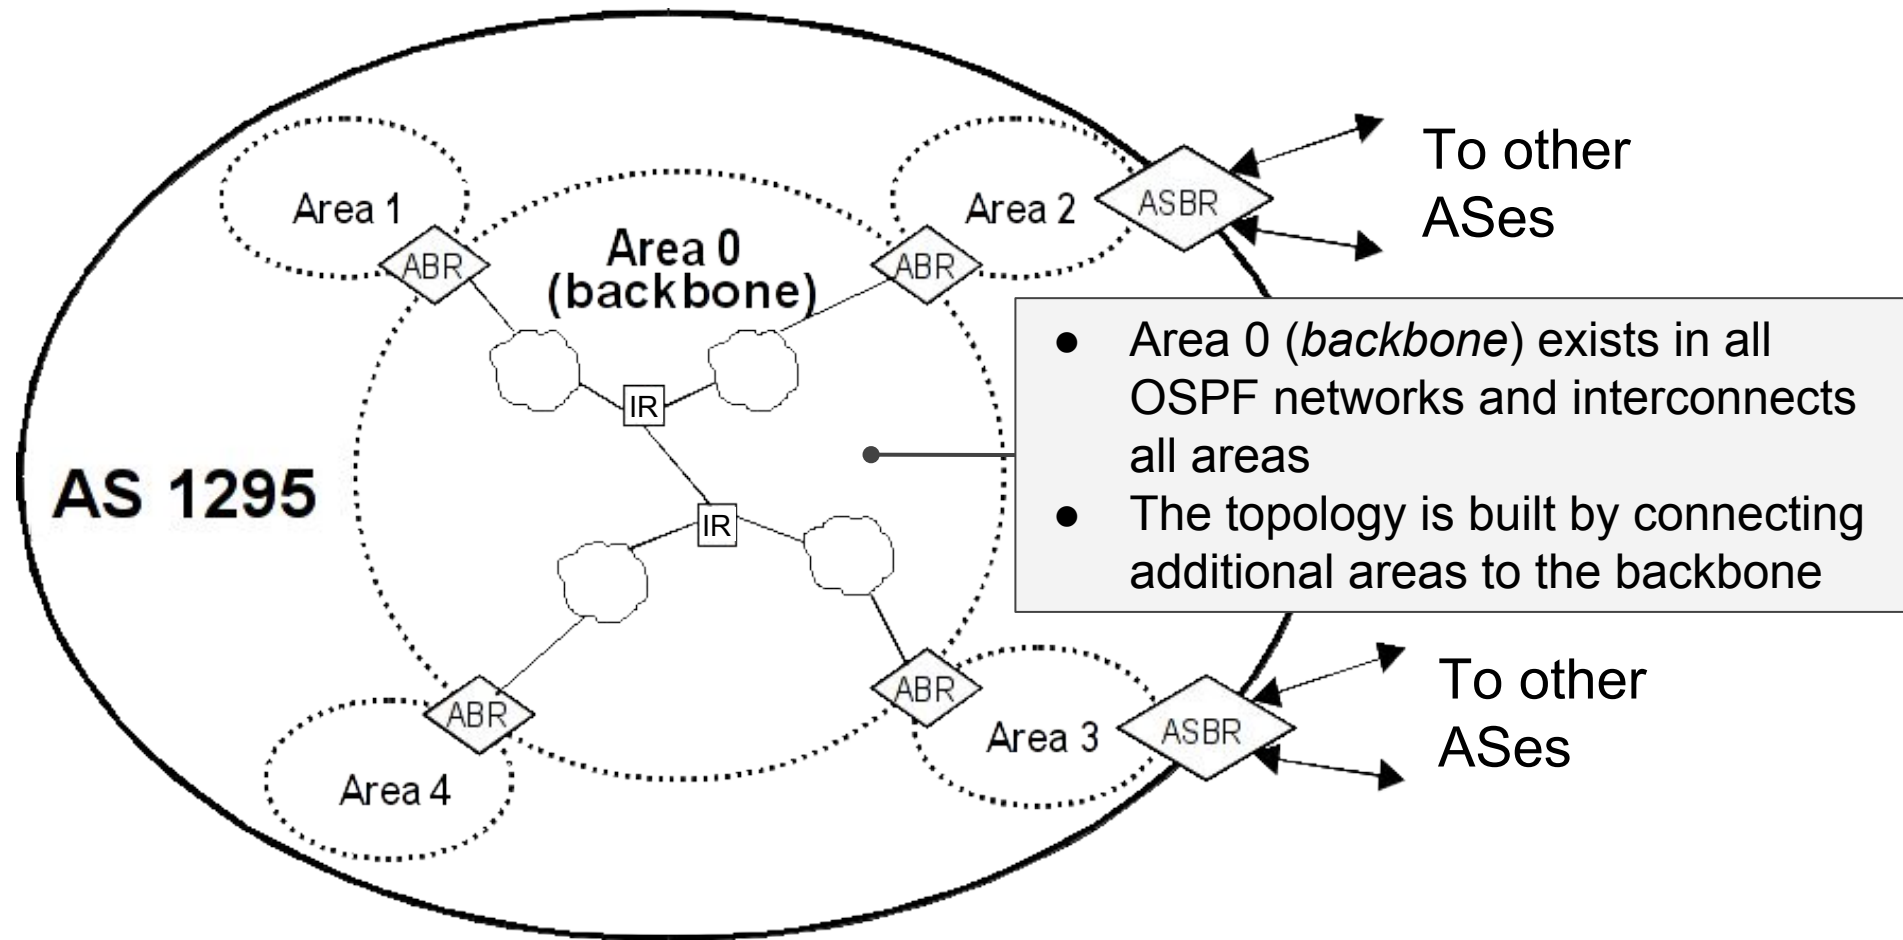 To other
ASes
Area 1
Area 2
ASBR
ABR
Area 0
(backbone)
ABR
● Area 0 (backbone) exists in all
OSPF networks and interconnects
all areas
● The topology is built by connecting
additional areas to the backbone
IR
AS 1295
IR
To other
ASes
ABR
ABR
Area 3
ASBR
Area 4